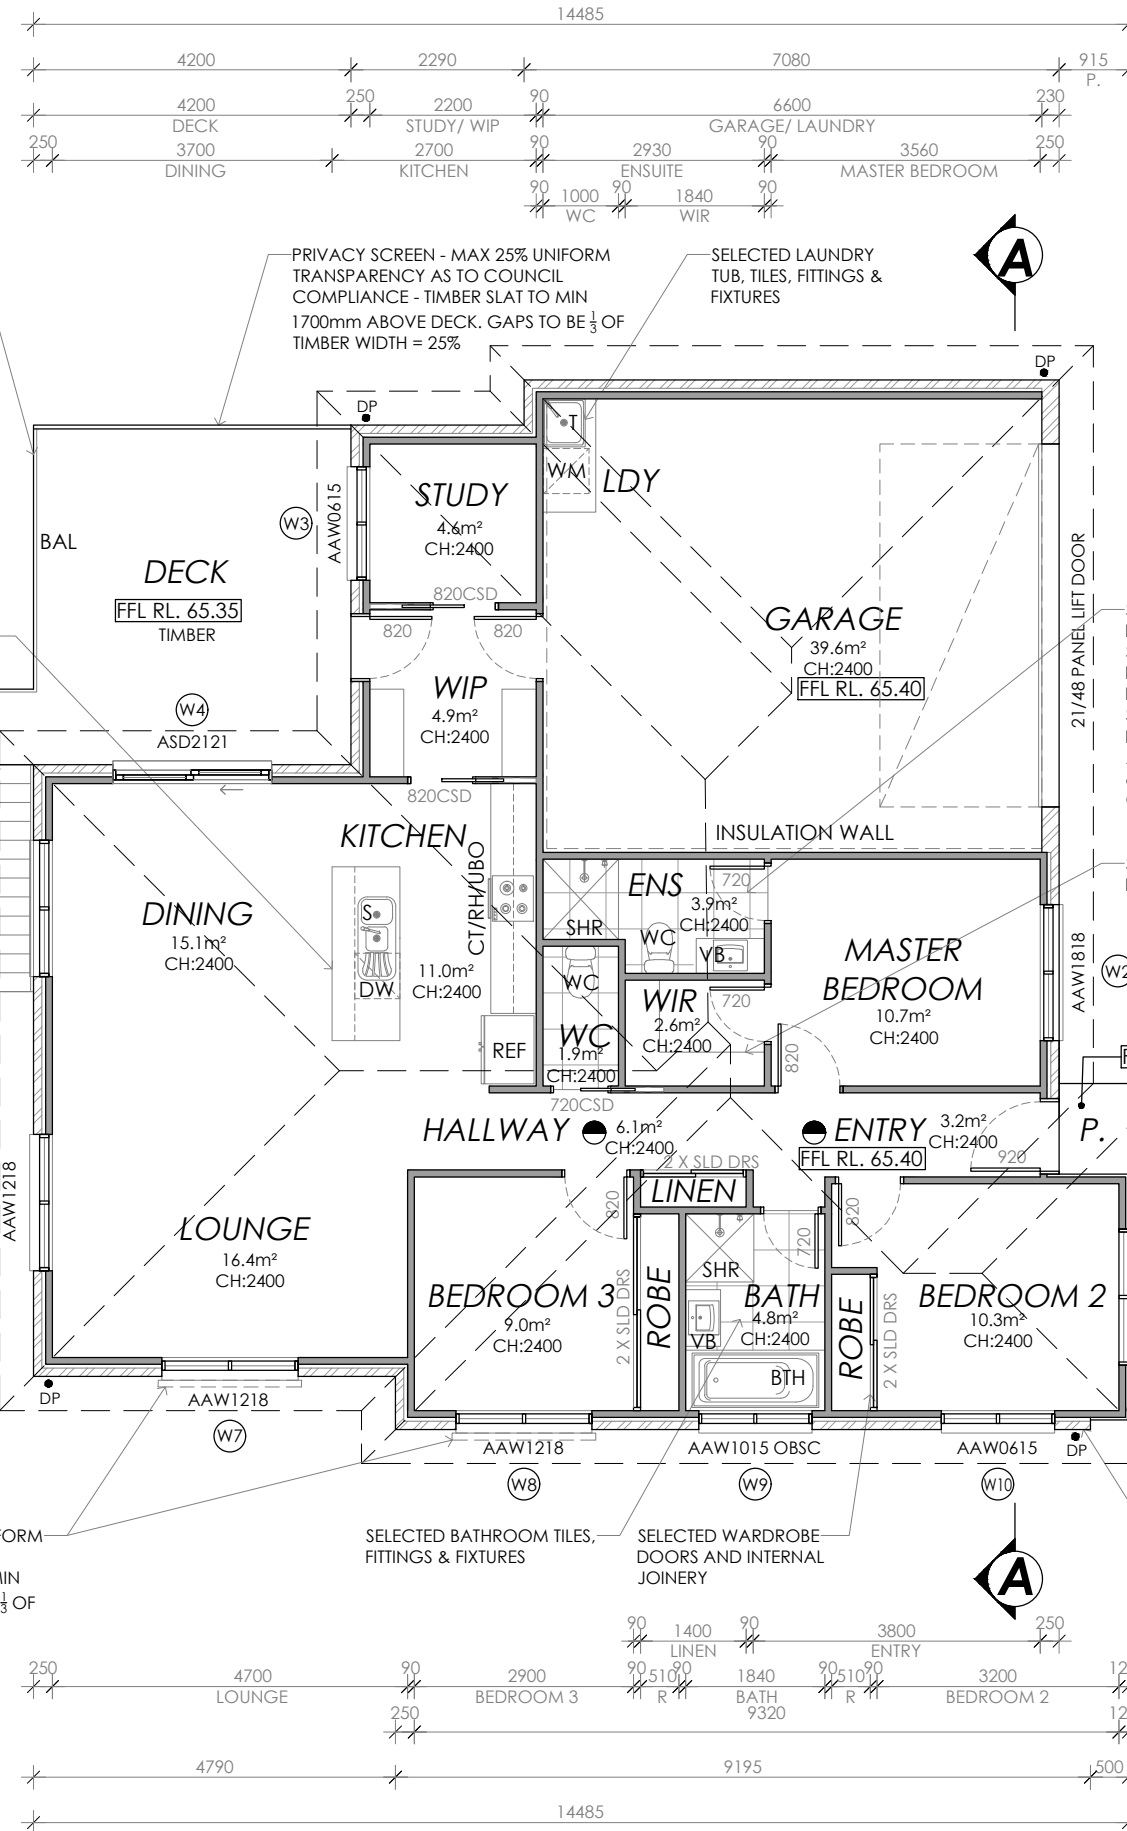 14485
4200 2290 7080 915
P.
4200 250 2200 90 6600 230
DECK STUDY/ WIP GARAGE/ LAUNDRY
250 3700 2700 90 2930 90 3560 250
DINING KITCHEN ENSUITE MASTER BEDROOM
90 1000 90 1840 90
WC WIR
PRIVACY SCREEN - MAX 25% UNIFORM
TRANSPARENCY AS TO COUNCIL
COMPLIANCE - TIMBER SLAT TO MIN
1700mm ABOVE DECK. GAPS TO BE ⅓ OF
TIMBER WIDTH = 25%
SELECTED LAUNDRY
TUB, TILES, FITTINGS &
FIXTURES
A
DP
DP
T
WM
LDY
STUDY
4.6m²
CH:2400
W3
AAW0615
BAL
DECK
FFL RL. 65.35
TIMBER
820CSD
820
820
GARAGE
39.6m²
CH:2400
FFL RL. 65.40
21/48 PANEL LIFT DOOR
WIP
4.9m²
CH:2400
W4
ASD2121
820CSD
KITCHEN
INSULATION WALL
CT/RH/UBO
DINING
15.1m²
CH:2400
S
DW
11.0m²
CH:2400
REF
ENS
3.9m²
CH:2400
720
SHR
WC
VB
MASTER
BEDROOM
10.7m²
CH:2400
AAW1818
W2
WC
WC
1.9m²
CH:2400
WIR
2.6m²
CH:2400
720
820
720CSD
HALLWAY
6.1m²
CH:2400
ENTRY
3.2m²
CH:2400
FFL RL. 65.40
920
P.
2 X SLD DRS
LINEN
AAW1218
LOUNGE
16.4m²
CH:2400
820
BEDROOM 3
9.0m²
CH:2400
2 X SLD DRS
ROBE
SHR
720
BATH
4.8m²
CH:2400
VB
BTH
820
ROBE
2 X SLD DRS
BEDROOM 2
10.3m²
CH:2400
DP
AAW1218
W7
AAW1218
W8
AAW1015 OBSC
W9
AAW0615
W10
DP
FORM
MIN
⅓ OF
SELECTED BATHROOM TILES,
FITTINGS & FIXTURES
SELECTED WARDROBE
DOORS AND INTERNAL
JOINERY
A
90 1400 90 3800 250
LINEN ENTRY
250 4700 90 2900 90 510 90 1840 90 510 90 3200 12
LOUNGE BEDROOM 3 R BATH R BEDROOM 2
250 9320 12
4790 9195 500
14485